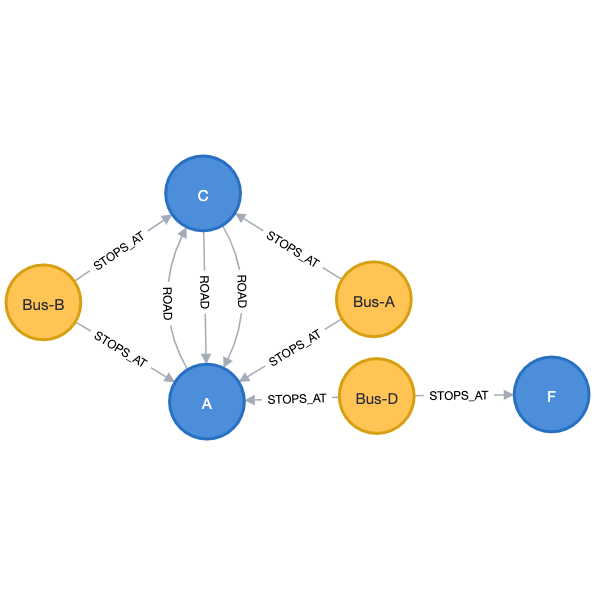 C
STOPS_AT
STOPS_AT
Bus-B
ROAD
ROAD
ROAD
Bus-A
STOPS_AT
STOPS_AT
A
STOPS_AT
Bus-D
STOPS_AT
F